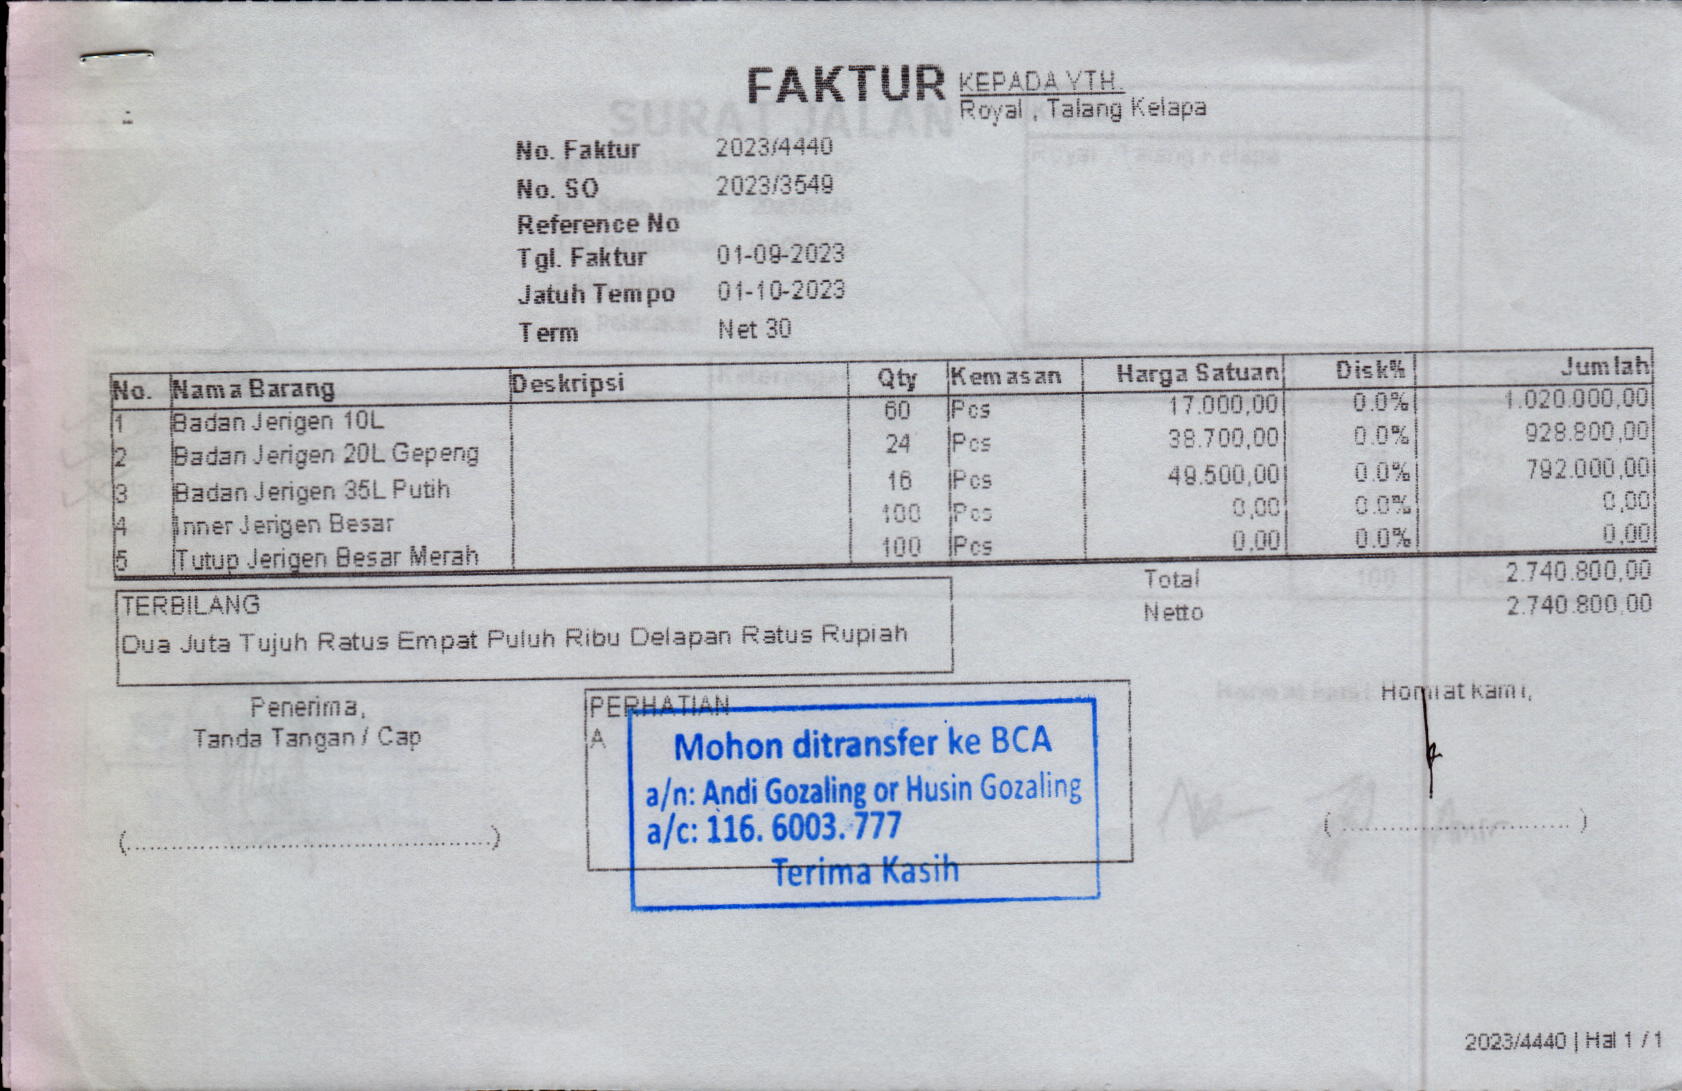 FAKTUR
KEPADA YTH.
Royal , Talang Kelapa
No. Faktur 2023/4440
No. SO 2023/3549
Reference No
Tgl. Faktur 01-09-2023
Jatuh Tempo 01-10-2023
Term Net 30
No. Nama Barang Deskripsi Qty Kemasan Harga Satuan Disk% Jumlah
1 Badan Jerigen 10L 60 Pcs 17.000,00 0.0% 1.020.000,00
2 Badan Jerigen 20L Gepeng 24 Pcs 38.700,00 0.0% 928.800,00
3 Badan Jerigen 35L Putih 16 Pcs 49.500,00 0.0% 792.000,00
4 Inner Jerigen Besar 100 Pcs 0,00 0.0% 0,00
5 Tutup Jerigen Besar Merah 100 Pcs 0,00 0.0% 0,00
Total 2.740.800,00
Netto 2.740.800,00
TERBILANG
Dua Juta Tujuh Ratus Empat Puluh Ribu Delapan Ratus Rupiah
Penerima,
Tanda Tangan / Cap
(..........................................)
PERHATIAN
A
Mohon ditransfer ke BCA
a/n: Andi Gozaling or Husin Gozaling
a/c: 116. 6003. 777
Terima Kasih
Hormat kami,
( .......................... )
2023/4440 | Hal 1 / 1